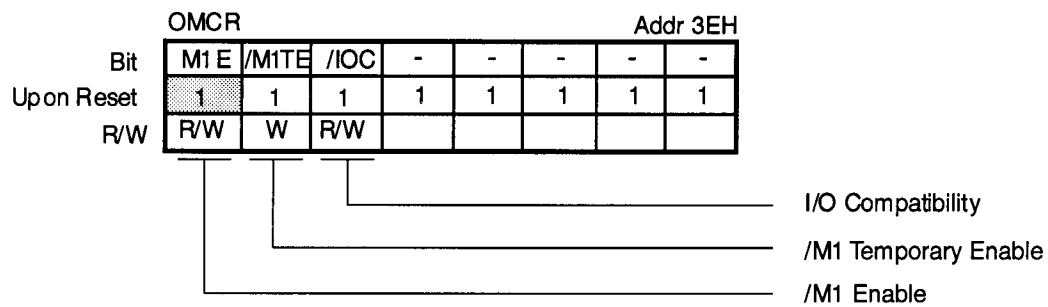 OMCR Addr 3EH
Bit M1E /M1TE /IOC - - - - -
Upon Reset 1 1 1 1 1 1 1 1
R/W R/W W R/W
I/O Compatibility
/M1 Temporary Enable
/M1 Enable